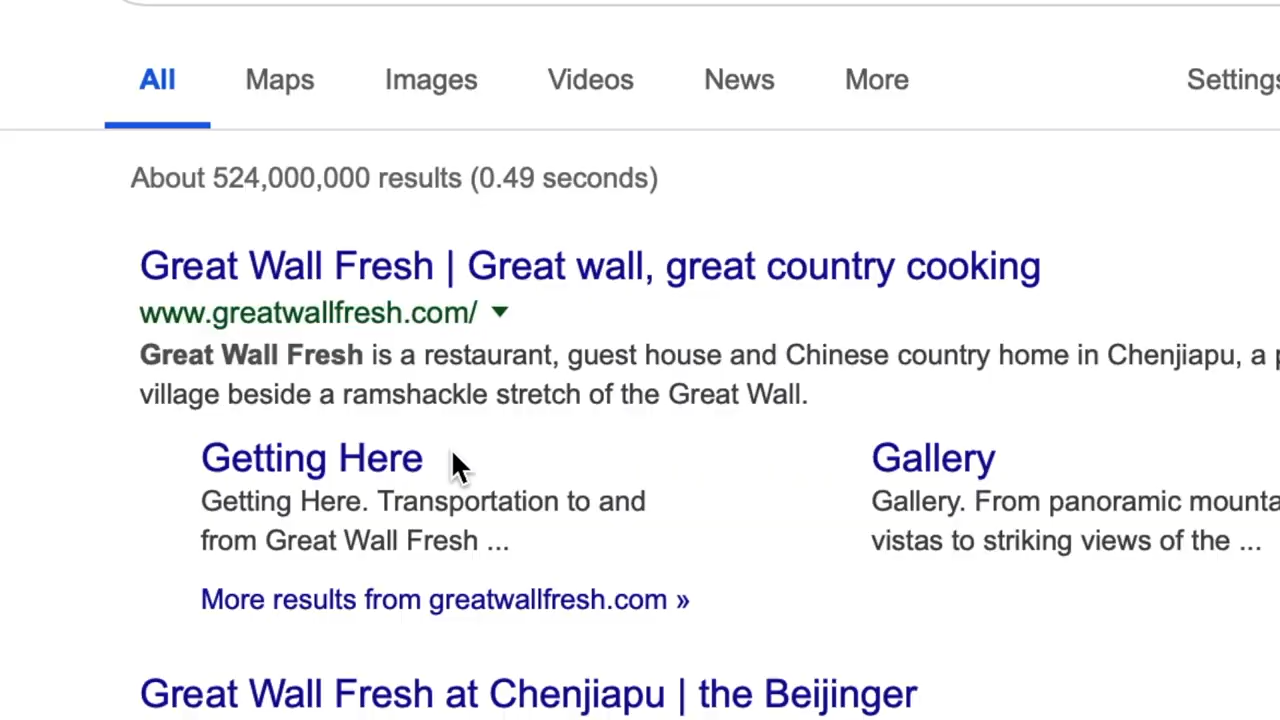 All Maps Images Videos News More Settings
About 524,000,000 results (0.49 seconds)
Great Wall Fresh | Great wall, great country cooking
www.greatwallfresh.com/
Great Wall Fresh is a restaurant, guest house and Chinese country home in Chenjiapu, a
village beside a ramshackle stretch of the Great Wall.
Getting Here
Getting Here. Transportation to and
from Great Wall Fresh ...
Gallery
Gallery. From panoramic
vistas to striking views of the ...
More results from greatwallfresh.com »
Great Wall Fresh at Chenjiapu | the Beijinger